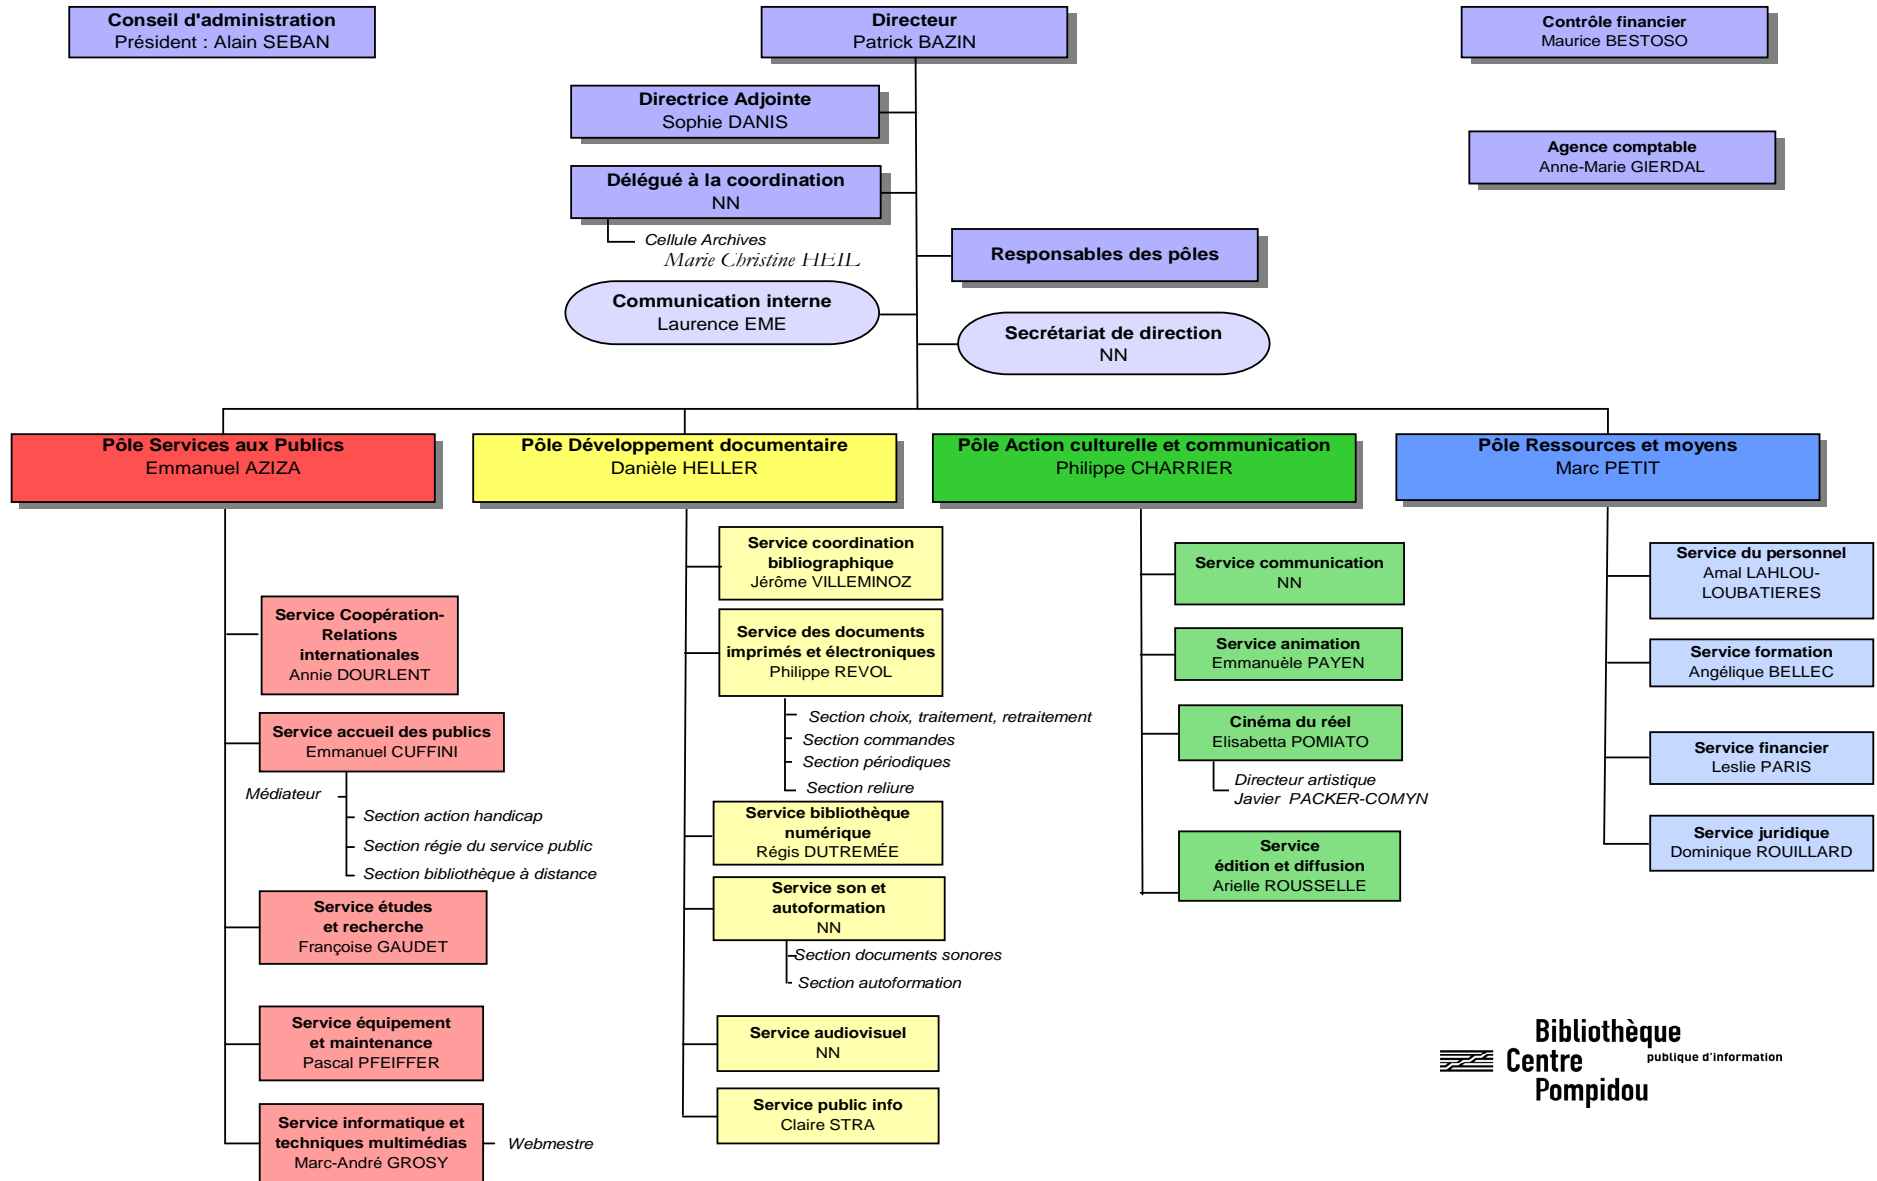 Conseil d'administration
Président : Alain SEBAN
Directeur
Patrick BAZIN
Contrôle financier
Maurice BESTOSO
Directrice Adjointe
Sophie DANIS
Agence comptable
Anne-Marie GIERDAL
Délégué à la coordination
NN
Cellule Archives
Marie Christine HEIL
Responsables des pôles
Communication interne
Laurence EME
Secrétariat de direction
NN
Pôle Services aux Publics
Emmanuel AZIZA
Pôle Développement documentaire
Danièle HELLER
Pôle Action culturelle et communication
Philippe CHARRIER
Pôle Ressources et moyens
Marc PETIT
Service Coopération-
Relations
internationales
Annie DOURLENT
Service accueil des publics
Emmanuel CUFFINI
Médiateur
Section action handicap
Section régie du service public
Section bibliothèque à distance
Service études
et recherche
Françoise GAUDET
Service équipement
et maintenance
Pascal PFEIFFER
Service informatique et
techniques multimédias
Marc-André GROSY
Webmestre
Service coordination
bibliographique
Jérôme VILLEMINOZ
Service des documents
imprimés et électroniques
Philippe REVOL
Section choix, traitement, retraitement
Section commandes
Section périodiques
Section reliure
Service bibliothèque
numérique
Régis DUTREMÉE
Service son et
autoformation
NN
Section documents sonores
Section autoformation
Service audiovisuel
NN
Service public info
Claire STRA
Service communication
NN
Service animation
Emmanuèle PAYEN
Cinéma du réel
Elisabetta POMIATO
Directeur artistique
Javier PACKER-COMYN
Service
édition et diffusion
Arielle ROUSSELLE
Service du personnel
Amal LAHLOU-
LOUBATIERES
Service formation
Angélique BELLEC
Service financier
Leslie PARIS
Service juridique
Dominique ROUILLARD
Bibliothèque
publique d'information
Centre
Pompidou